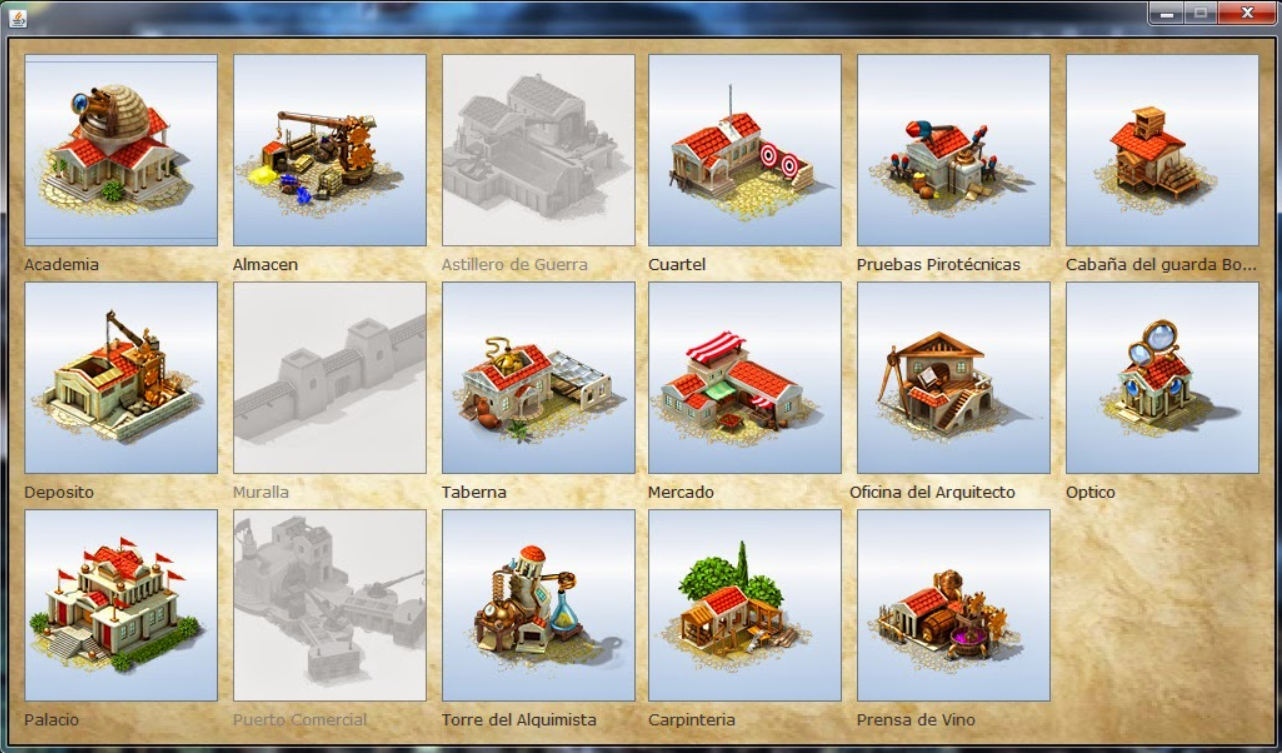 Academia
Almacen
Astillero de Guerra
Cuartel
Pruebas Pirotécnicas
Cabaña del guarda Bo...
Deposito
Muralla
Taberna
Mercado
Oficina del Arquitecto
Optico
Palacio
Puerto Comercial
Torre del Alquimista
Carpinteria
Prensa de Vino